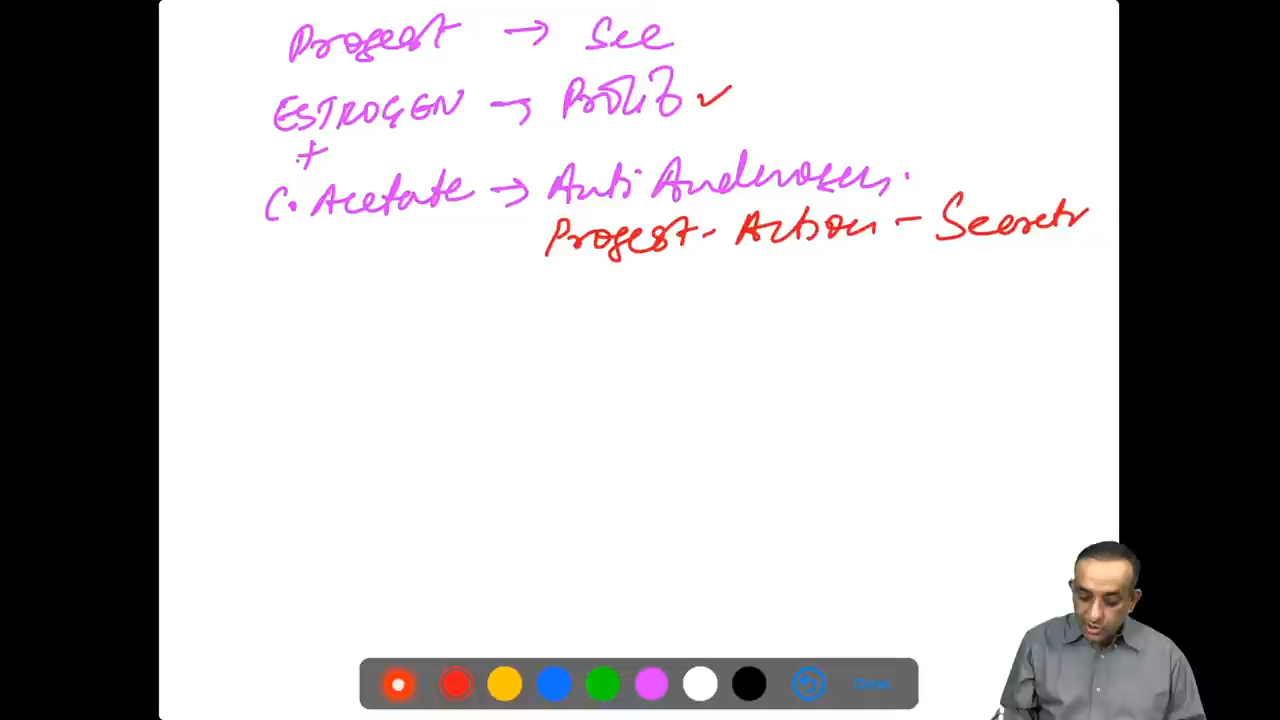 Progest → Sec
ESTROGEN → Prolif ✓
+
C. Acetate → Anti Androgen.
Progest. Action – Secretr